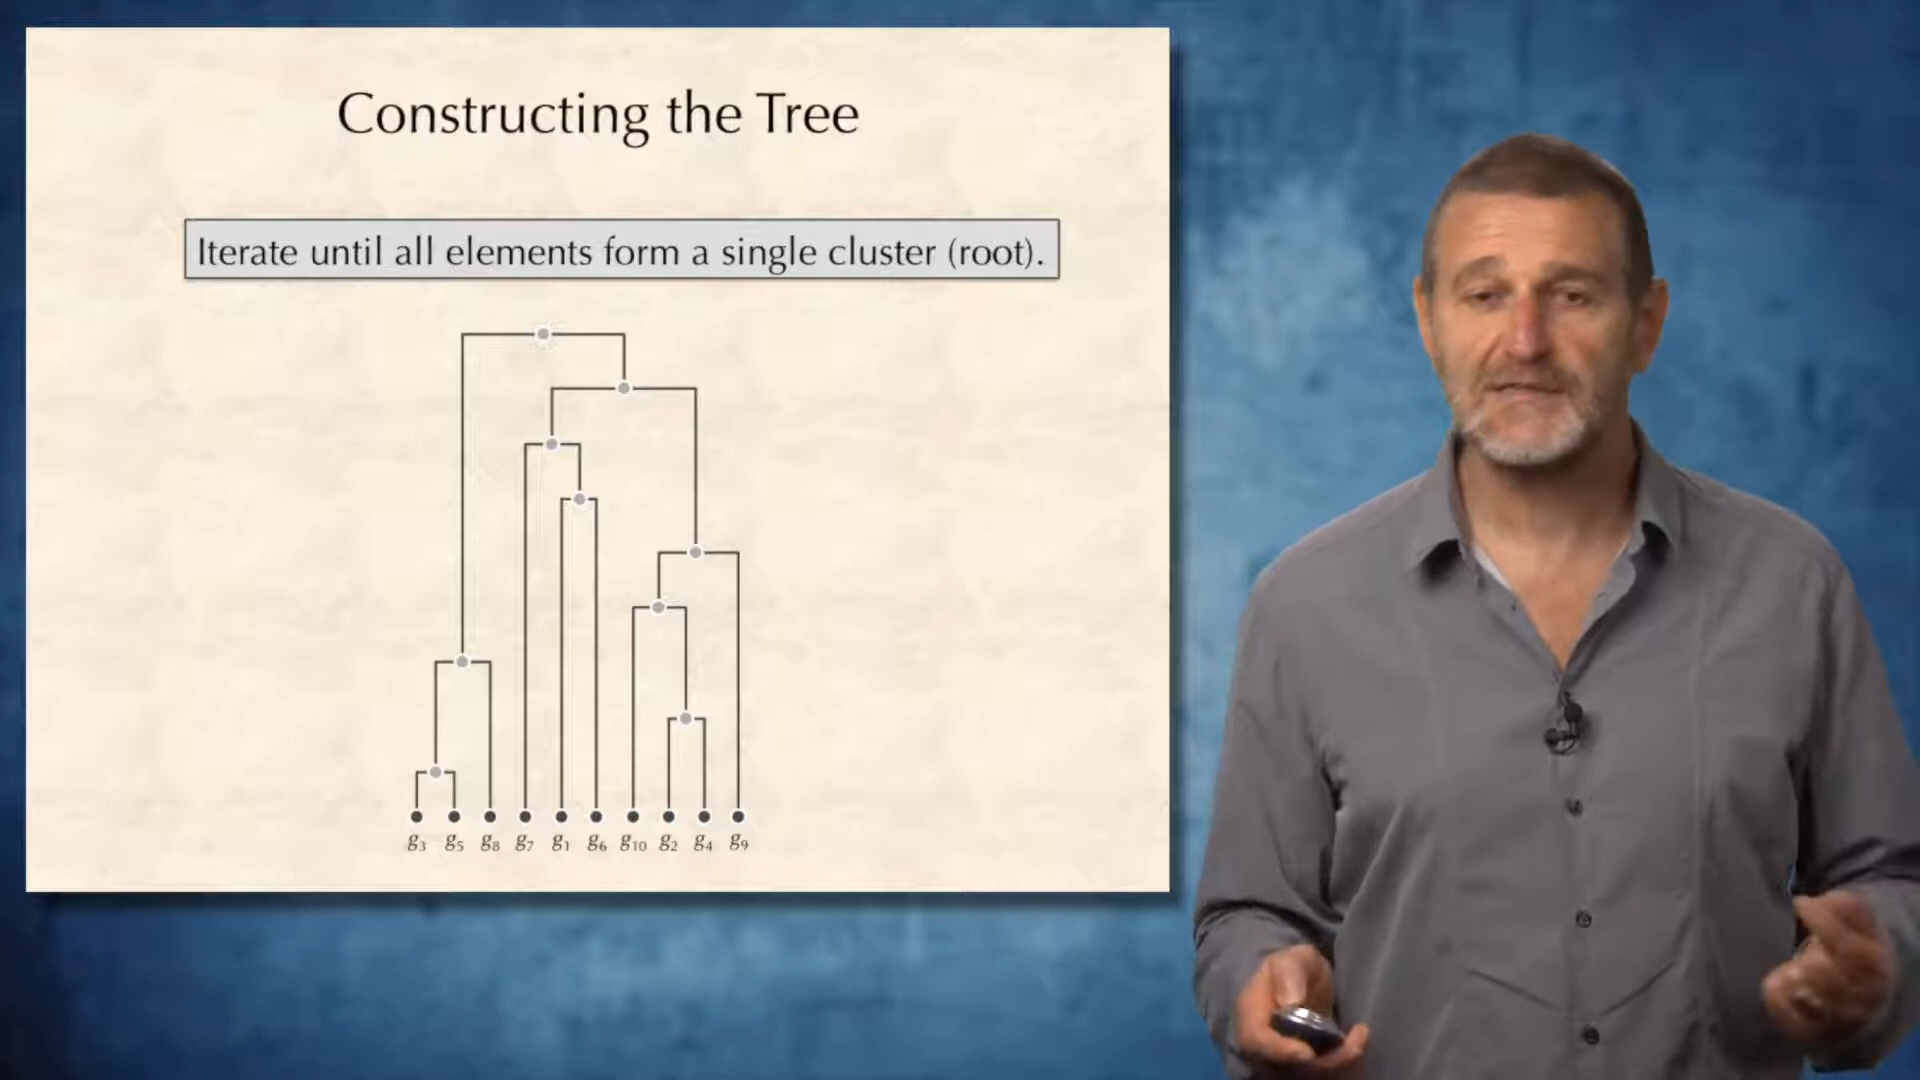 Constructing the Tree
Iterate until all elements form a single cluster (root).
g3 g5 g8 g7 g1 g6 g10 g2 g4 g9